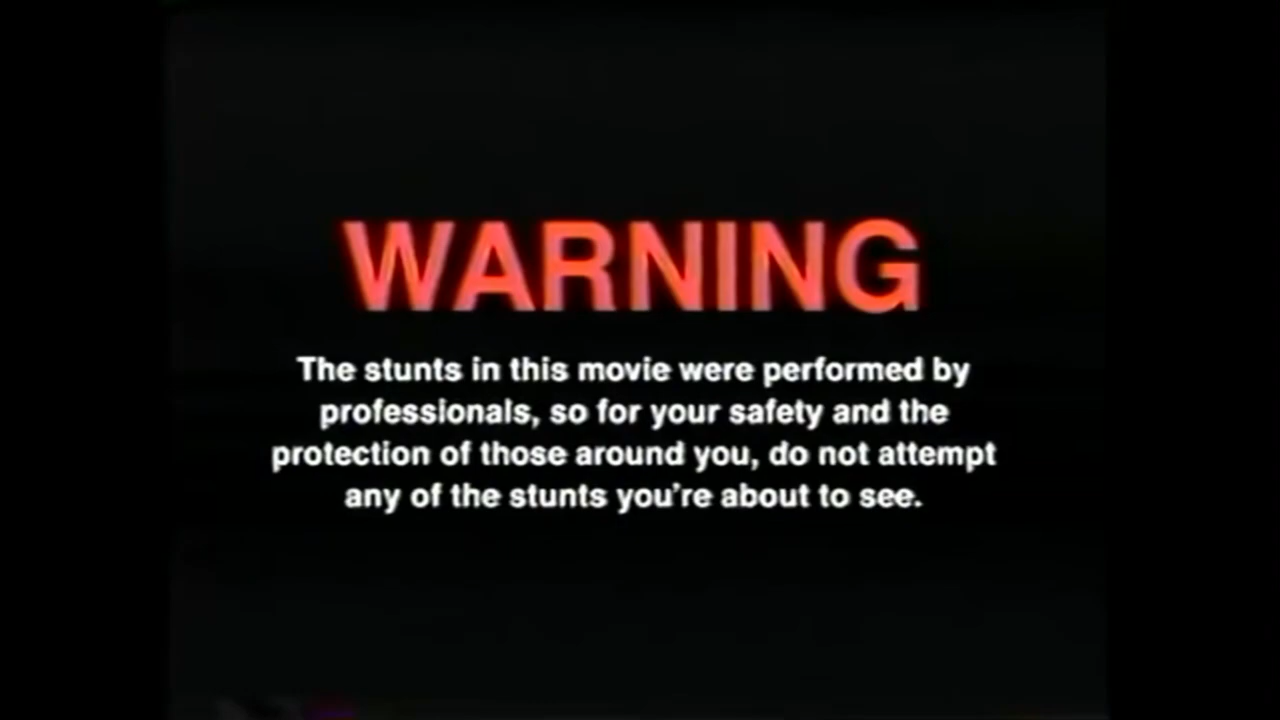 WARNING
The stunts in this movie were performed by
professionals, so for your safety and the
protection of those around you, do not attempt
any of the stunts you're about to see.